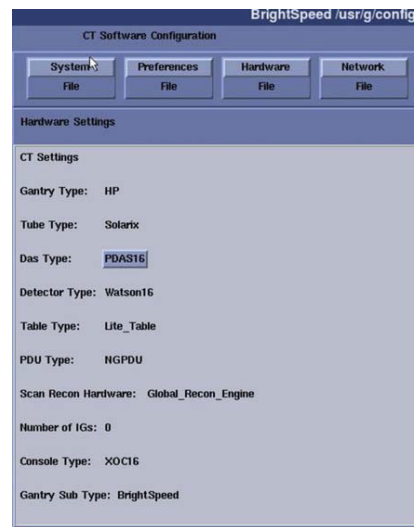 BrightSpeed /usr/g/config
CT Software Configuration
System Preferences Hardware Network
File File File File
Hardware Settings
CT Settings
Gantry Type: HP
Tube Type: Solarix
Das Type: PDAS16
Detector Type: Watson16
Table Type: Lite_Table
PDU Type: NGPDU
Scan Recon Hardware: Global_Recon_Engine
Number of IGs: 0
Console Type: XOC16
Gantry Sub Type: BrightSpeed